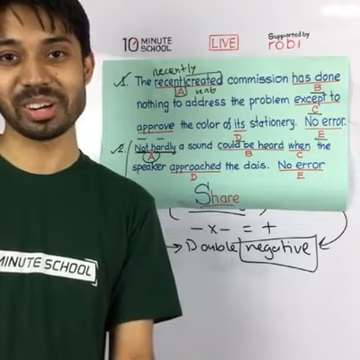 10 MINUTE SCHOOL
LIVE
Supported by
robi
recently
1. The recent created commission has done
A verb B
nothing to address the problem except to
C
approve the color of its stationery. No error.
D E
2. Not hardly a sound could be heard when the
A B C
speaker approached the dais. No error
D E
Share
- x - = +
→ Double negative
MINUTE SCHOOL